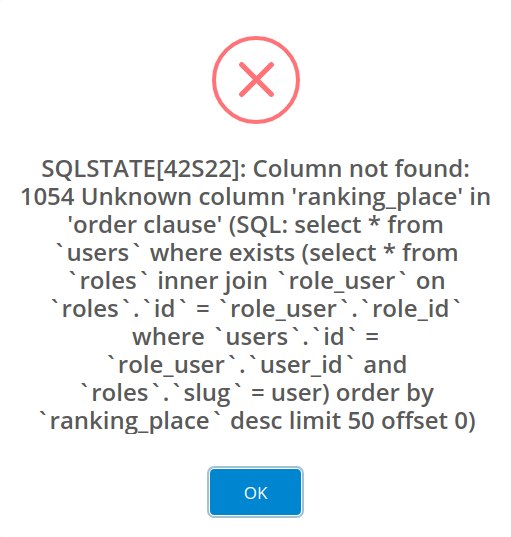 SQLSTATE[42S22]: Column not found:
1054 Unknown column 'ranking_place' in
'order clause' (SQL: select * from
`users` where exists (select * from
`roles` inner join `role_user` on
`roles`.`id` = `role_user`.`role_id`
where `users`.`id` =
`role_user`.`user_id` and
`roles`.`slug` = user) order by
`ranking_place` desc limit 50 offset 0)
OK